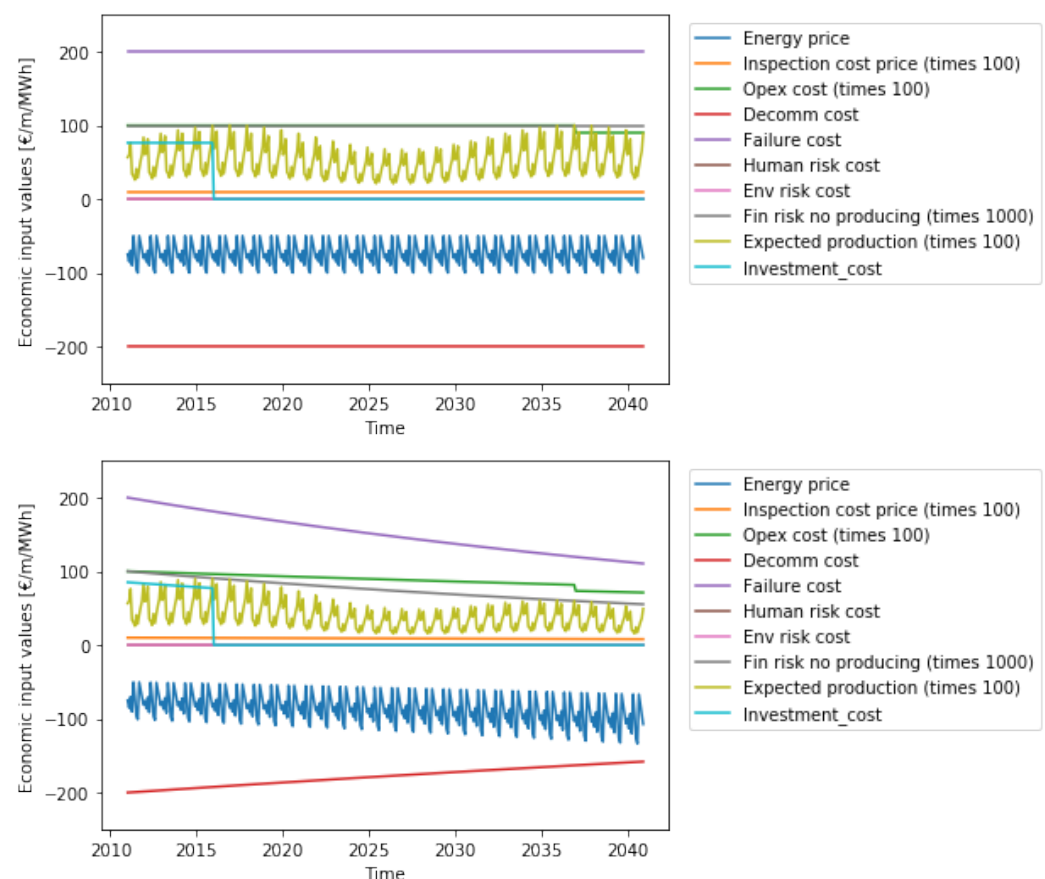 Economic input values [€/m/MWh]
200
100
0
−100
−200
2010 2015 2020 2025 2030 2035 2040
Time
Energy price
Inspection cost price (times 100)
Opex cost (times 100)
Decomm cost
Failure cost
Human risk cost
Env risk cost
Fin risk no producing (times 1000)
Expected production (times 100)
Investment_cost
Economic input values [€/m/MWh]
200
100
0
−100
−200
2010 2015 2020 2025 2030 2035 2040
Time
Energy price
Inspection cost price (times 100)
Opex cost (times 100)
Decomm cost
Failure cost
Human risk cost
Env risk cost
Fin risk no producing (times 1000)
Expected production (times 100)
Investment_cost